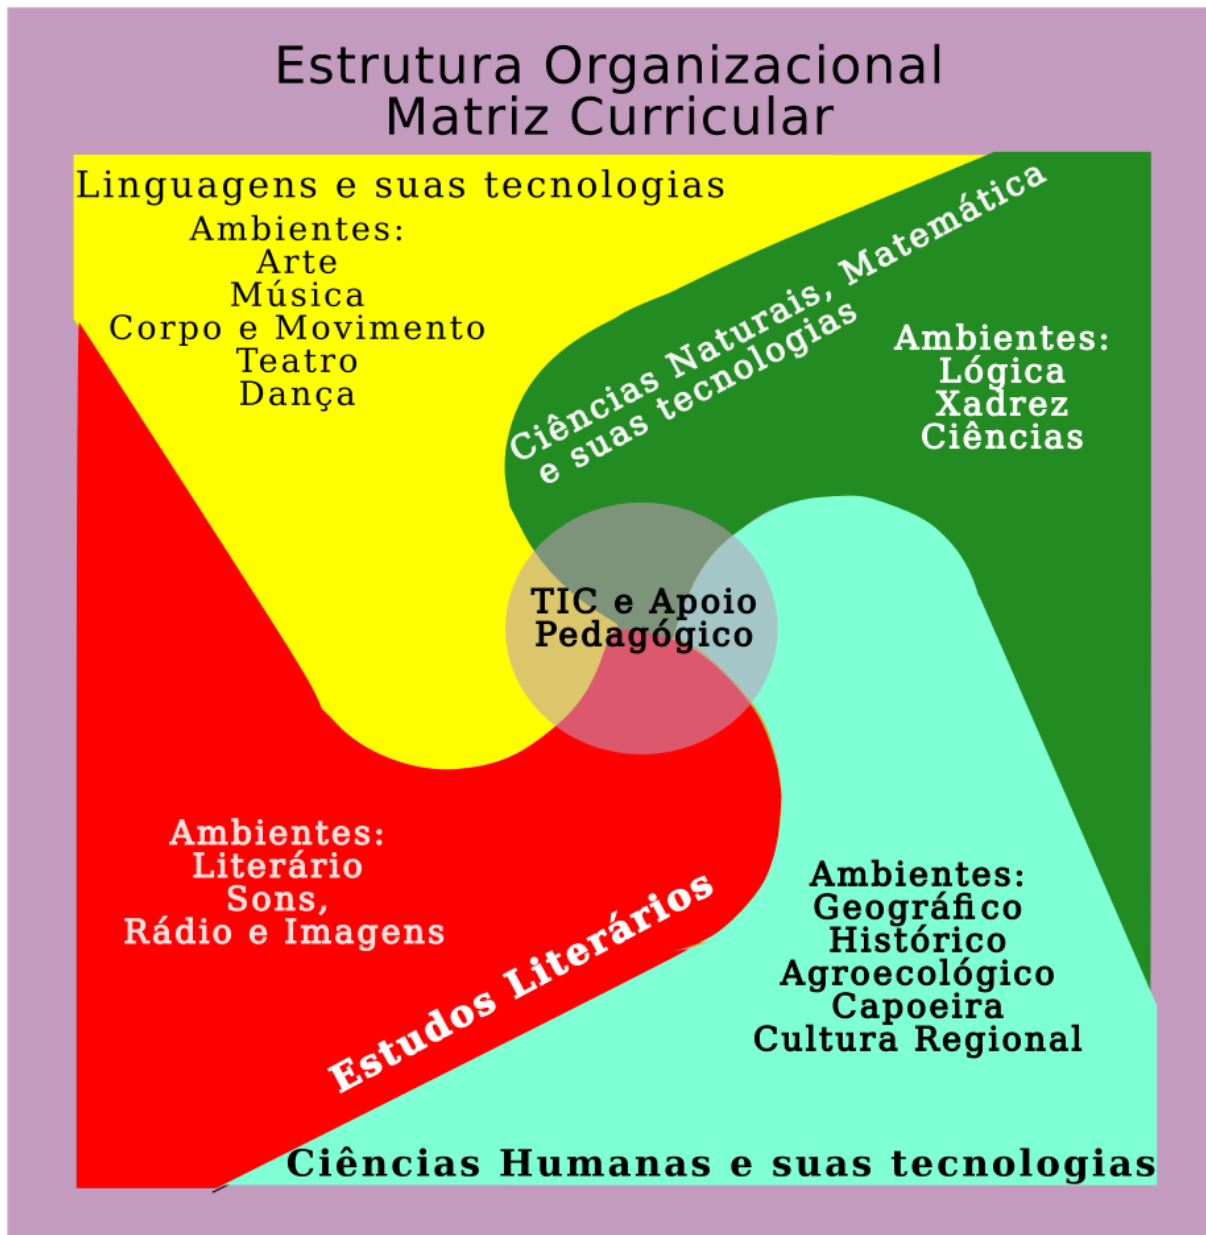 Estrutura Organizacional
Matriz Curricular
Linguagens e suas tecnologias
Ambientes:
Arte
Música
Corpo e Movimento
Teatro
Dança
Ciências Naturais, Matemática
e suas tecnologias
Ambientes:
Lógica
Xadrez
Ciências
TIC e Apoio
Pedagógico
Ambientes:
Literário
Sons,
Rádio e Imagens
Estudos Literários
Ambientes:
Geográfico
Histórico
Agroecológico
Capoeira
Cultura Regional
Ciências Humanas e suas tecnologias